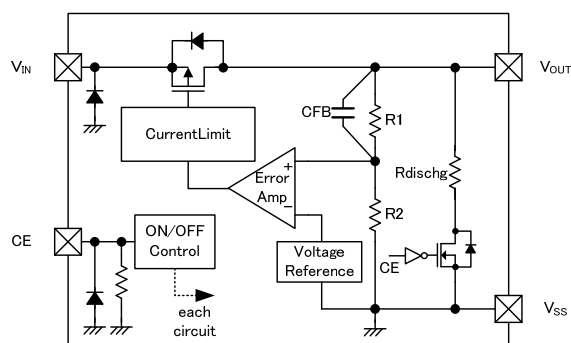 VIN
VOUT
CurrentLimit
CFB
R1
Error
Amp
+
−
Rdischg
R2
CE
ON/OFF
Control
Voltage
Reference
CE
each
circuit
VSS